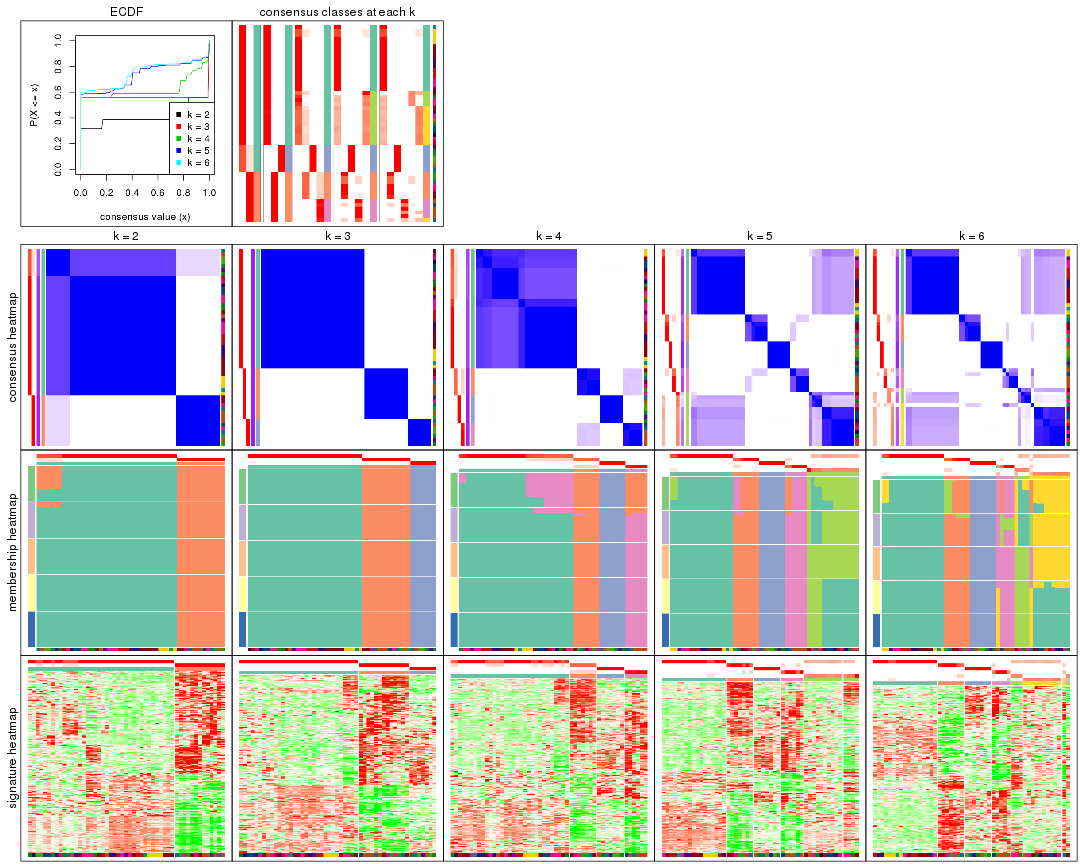 ECDF
consensus classes at each k
P(X <= x)
1.0
0.8
0.6
0.4
0.2
0.0
k = 2
k = 3
k = 4
k = 5
k = 6
0.0 0.2 0.4 0.6 0.8 1.0
consensus value (x)
k = 2
k = 3
k = 4
k = 5
k = 6
consensus heatmap
membership heatmap
signature heatmap